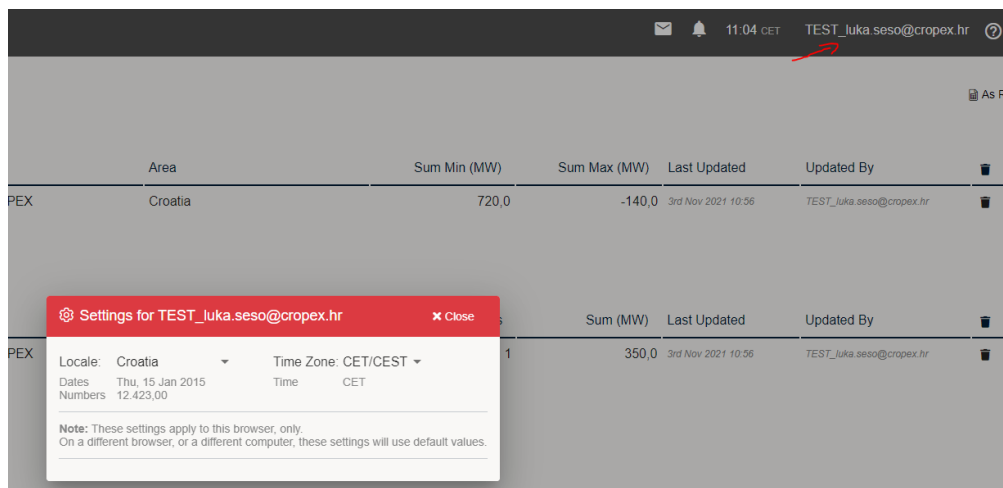 11:04 CET TEST_luka.seso@cropex.hr
As
Area Sum Min (MW) Sum Max (MW) Last Updated Updated By
PEX Croatia 720,0 -140,0 3rd Nov 2021 10:56 TEST_luka.seso@cropex.hr
Settings for TEST_luka.seso@cropex.hr Close
s Sum (MW) Last Updated Updated By
PEX 1 350,0 3rd Nov 2021 10:56 TEST_luka.seso@cropex.hr
Locale: Croatia Time Zone: CET/CEST
Dates Thu, 15 Jan 2015 Time CET
Numbers 12.423,00
Note: These settings apply to this browser, only.
On a different browser, or a different computer, these settings will use default values.